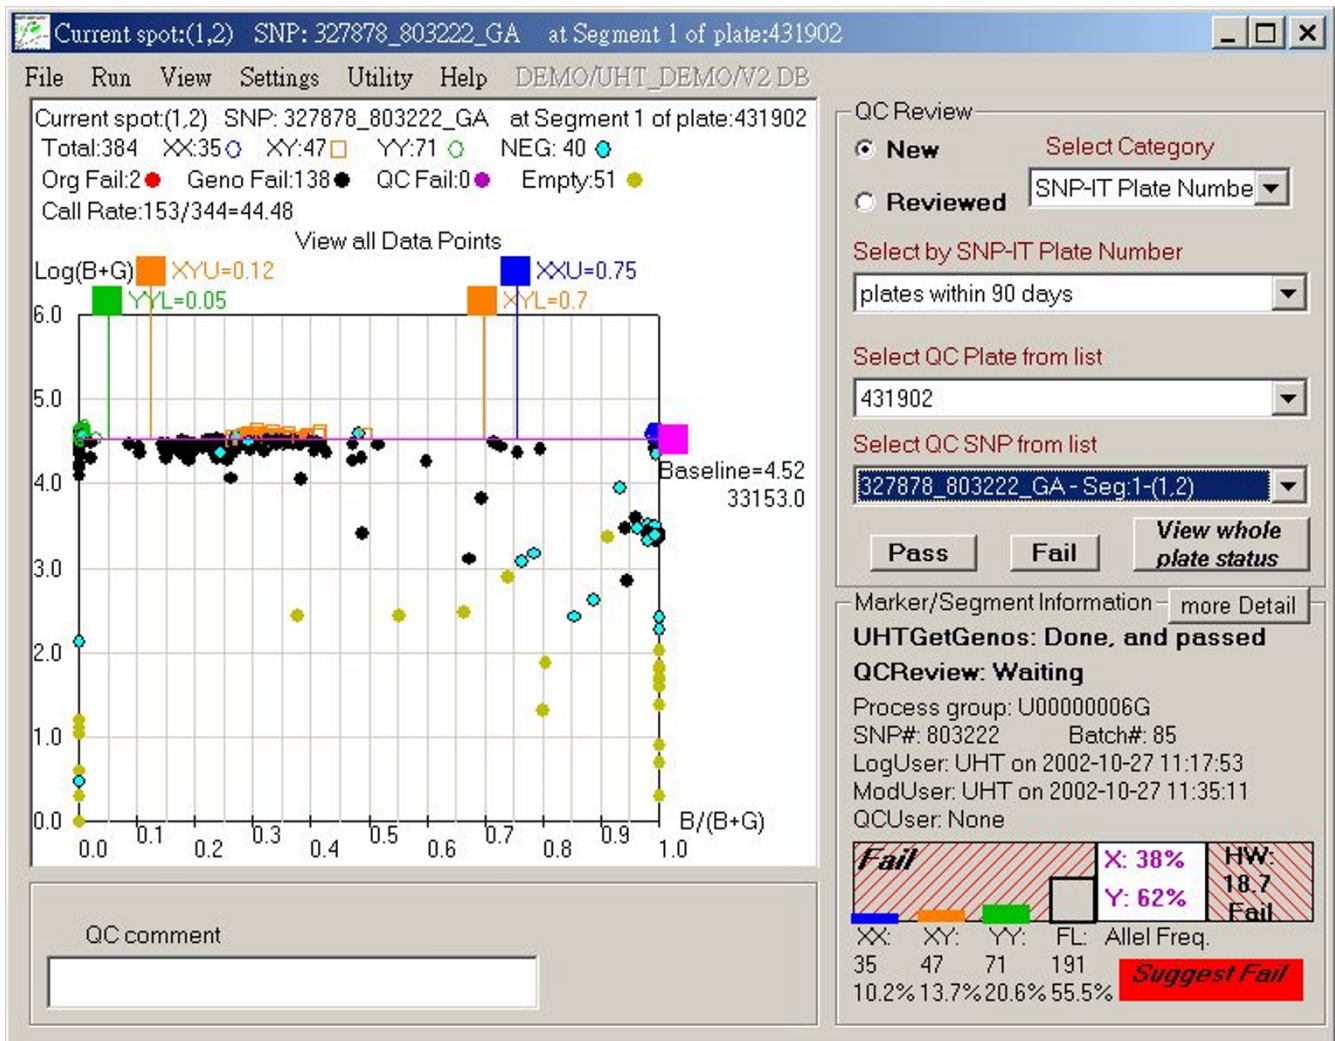 Current spot:(1,2) SNP: 327878_803222_GA at Segment 1 of plate:431902
File Run View Settings Utility Help DEMO/UHT_DEMO/V2 DB
Current spot:(1,2) SNP: 327878_803222_GA at Segment 1 of plate:431902
Total:384 XX:35 XY:47 YY:71 NEG: 40
Org Fail:2 Geno Fail:138 QC Fail:0 Empty:51
Call Rate:153/344=44.48
View all Data Points
Log(B+G) XYU=0.12 XXU=0.75
YYL=0.05 XYL=0.7
6.0
5.0
4.0
3.0
2.0
1.0
0.0
Baseline=4.52
33153.0
B/(B+G)
0.0 0.1 0.2 0.3 0.4 0.5 0.6 0.7 0.8 0.9 1.0
QC comment
QC Review
New
Reviewed
Select Category
SNP-IT Plate Numbe
Select by SNP-IT Plate Number
plates within 90 days
Select QC Plate from list
431902
Select QC SNP from list
327878_803222_GA - Seg:1-(1,2)
Pass Fail View whole
plate status
Marker/Segment Information more Detail
UHTGetGenos: Done, and passed
QCReview: Waiting
Process group: U00000006G
SNP#: 803222 Batch#: 85
LogUser: UHT on 2002-10-27 11:17:53
ModUser: UHT on 2002-10-27 11:35:11
QCUser: None
Fail X: 38% HW:
Y: 62% 18.7
Fail
XX: XY: YY: FL: Allel Freq.
35 47 71 191
10.2% 13.7% 20.6% 55.5%
Suggest Fail